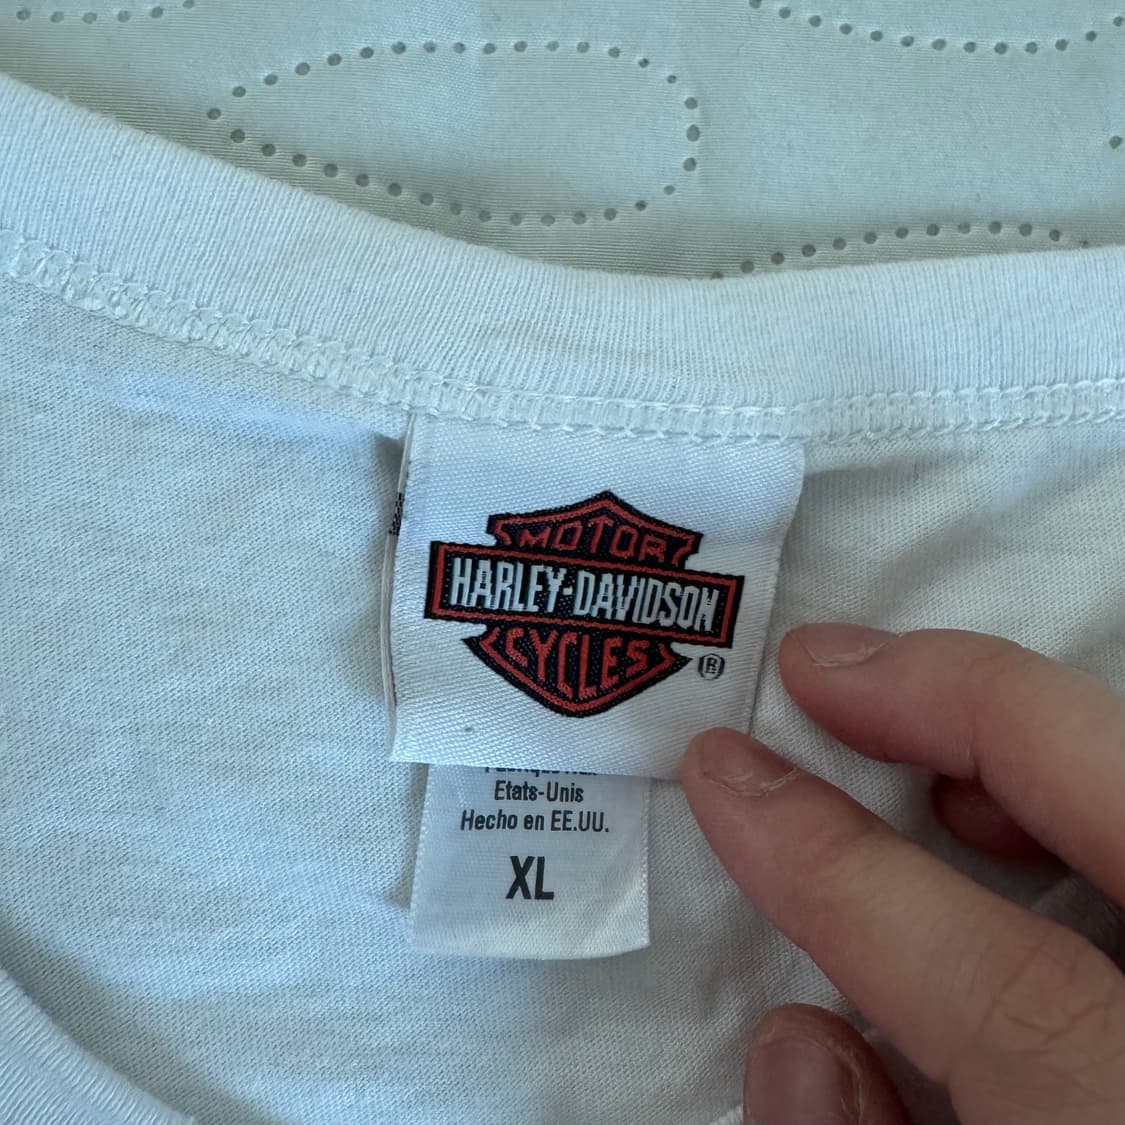 MOTOR
HARLEY-DAVIDSON
CYCLES
®
Etats-Unis
Hecho en EE.UU.
XL